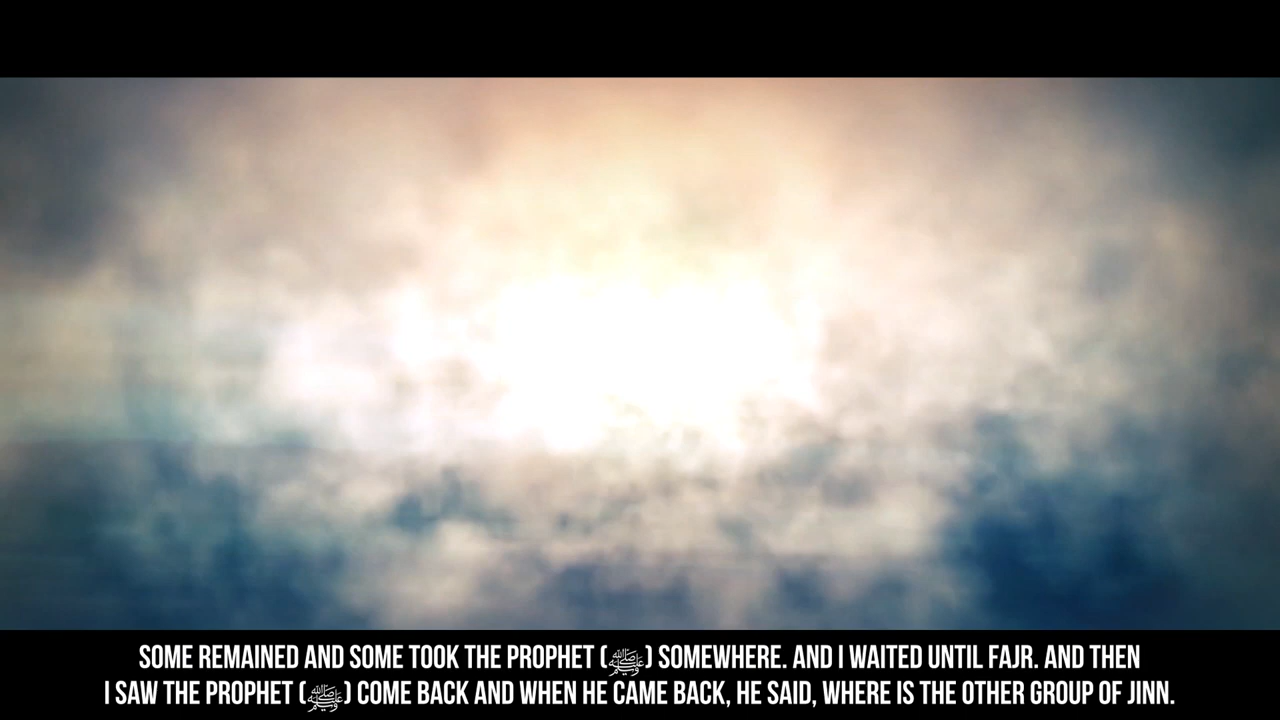 SOME REMAINED AND SOME TOOK THE PROPHET (ﷺ) SOMEWHERE. AND I WAITED UNTIL FAJR. AND THEN
I SAW THE PROPHET (ﷺ) COME BACK AND WHEN HE CAME BACK, HE SAID, WHERE IS THE OTHER GROUP OF JINN.